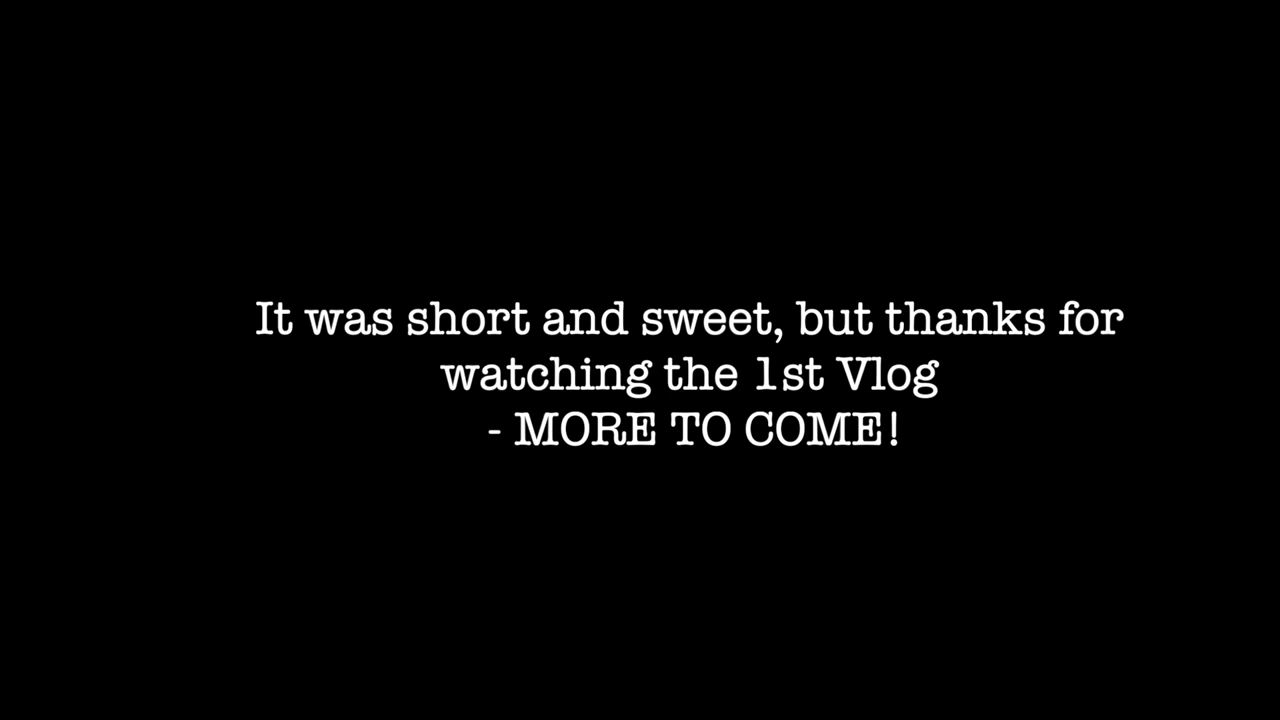 It was short and sweet, but thanks for
watching the 1st Vlog
- MORE TO COME!